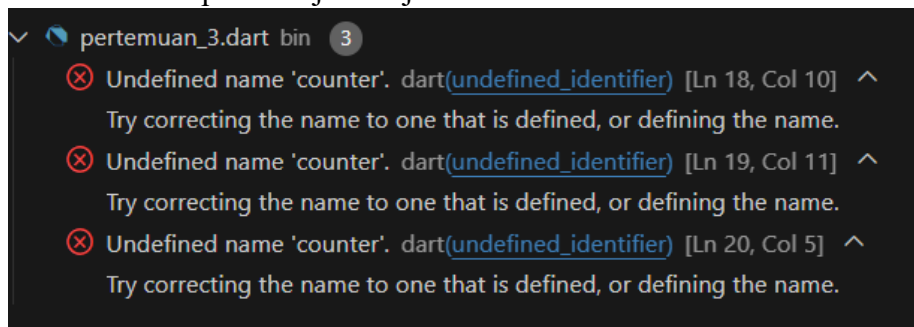 pertemuan_3.dart bin 3
Undefined name 'counter'. dart(undefined_identifier) [Ln 18, Col 10]
Try correcting the name to one that is defined, or defining the name.
Undefined name 'counter'. dart(undefined_identifier) [Ln 19, Col 11]
Try correcting the name to one that is defined, or defining the name.
Undefined name 'counter'. dart(undefined_identifier) [Ln 20, Col 5]
Try correcting the name to one that is defined, or defining the name.